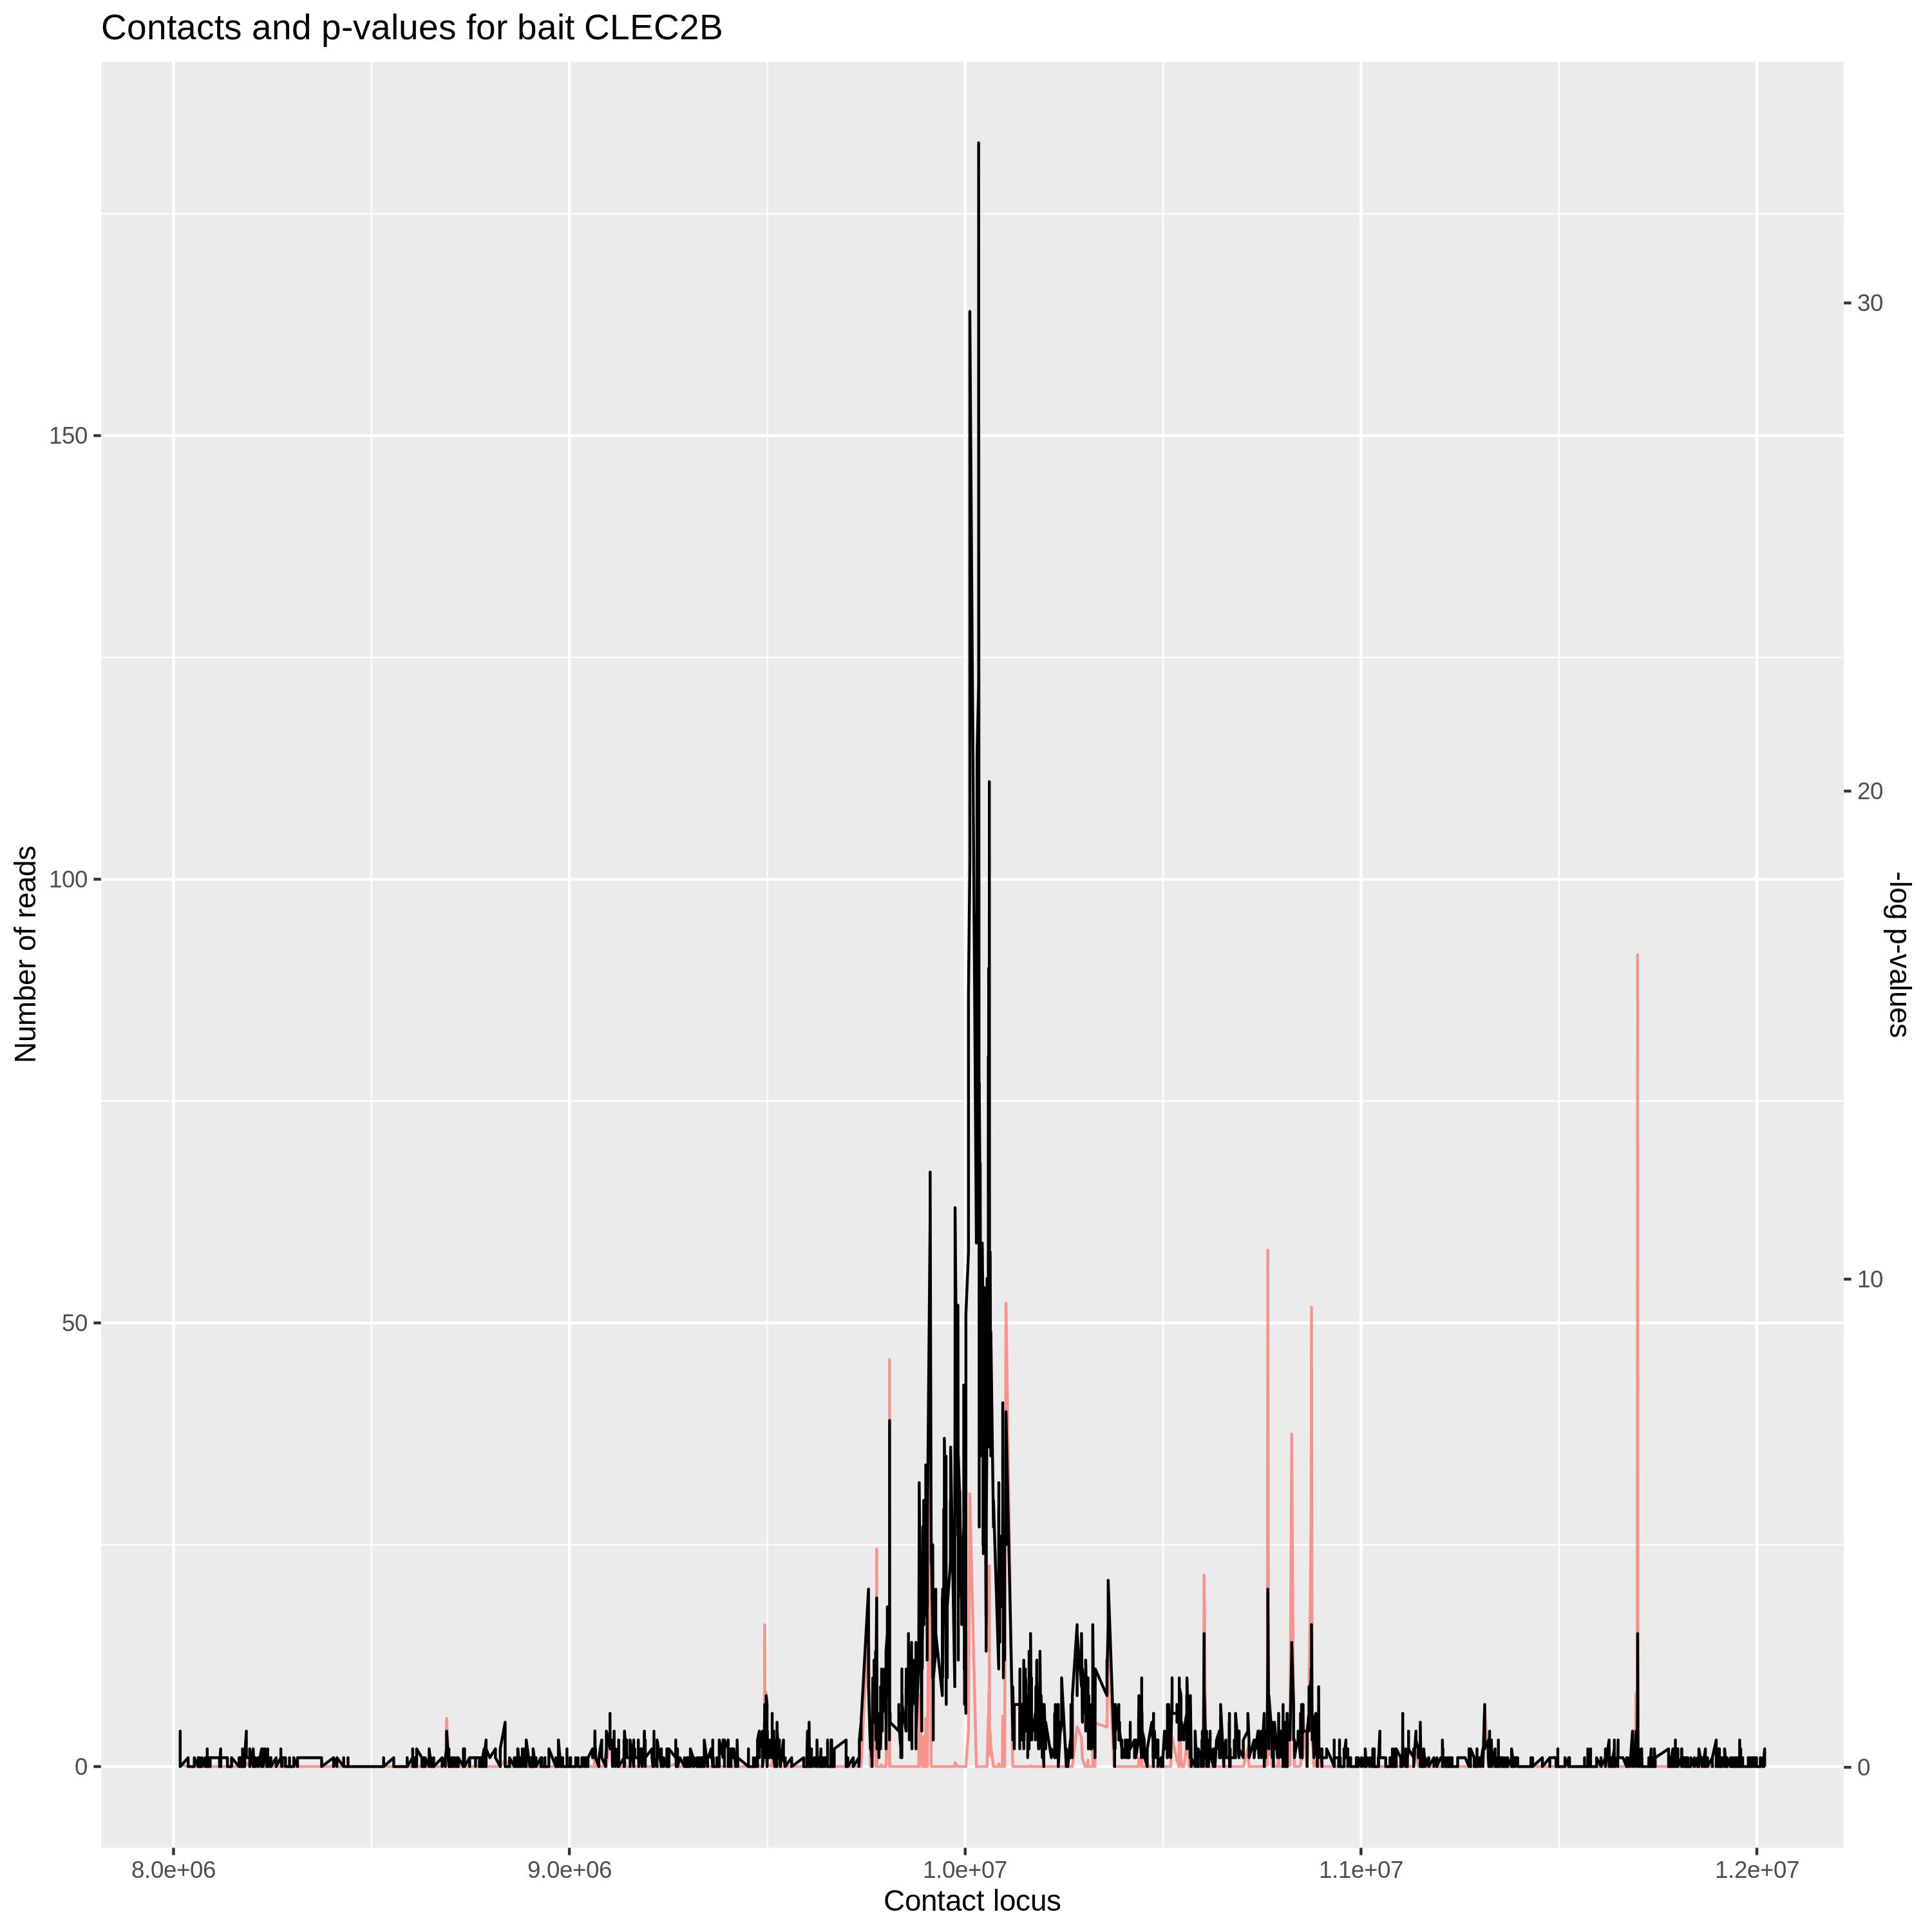 Contacts and p-values for bait CLEC2B
150
100
50
0
Number of reads
30
20
10
0
-log p-values
8.0e+06
9.0e+06
1.0e+07
1.1e+07
1.2e+07
Contact locus